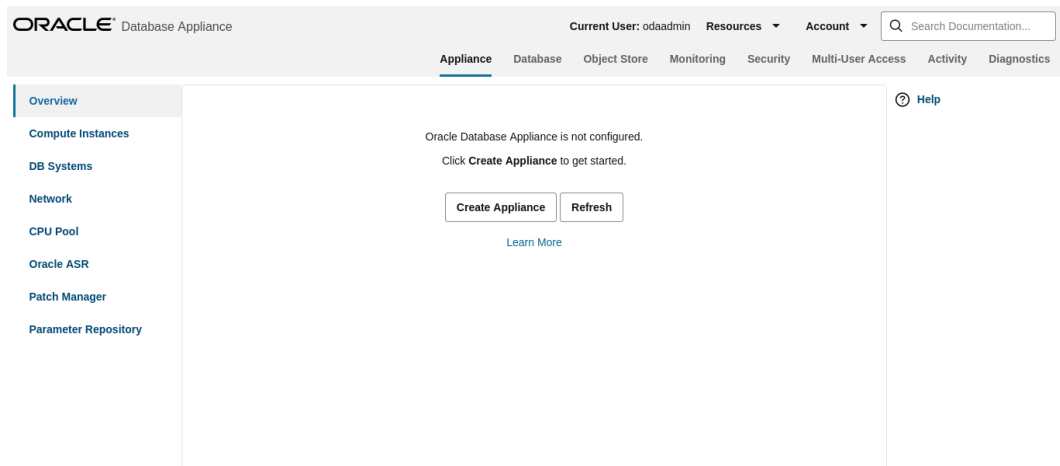 ORACLE® Database Appliance
Current User: odaadmin Resources Account Search Documentation...
Appliance Database Object Store Monitoring Security Multi-User Access Activity Diagnostics
Overview
Compute Instances
DB Systems
Network
CPU Pool
Oracle ASR
Patch Manager
Parameter Repository
Oracle Database Appliance is not configured.
Click Create Appliance to get started.
Create Appliance Refresh
Learn More
Help